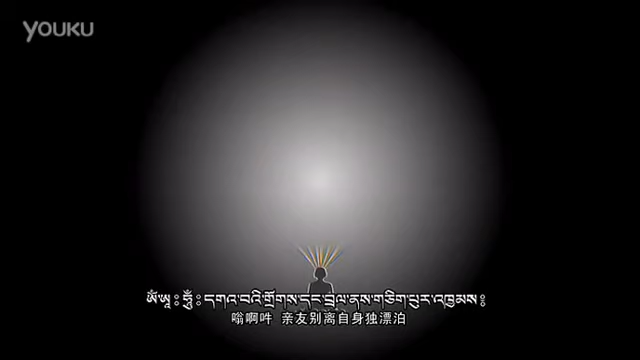 YOUKU
ཨོཾ་ཨཱཿ ཧཱུྃ༔ དགའ་བའི་གྲོགས་དང་བྲལ་ནས་གཅིག་པུར་འཁྱམས༔
嗡啊吽 亲友别离自身独漂泊